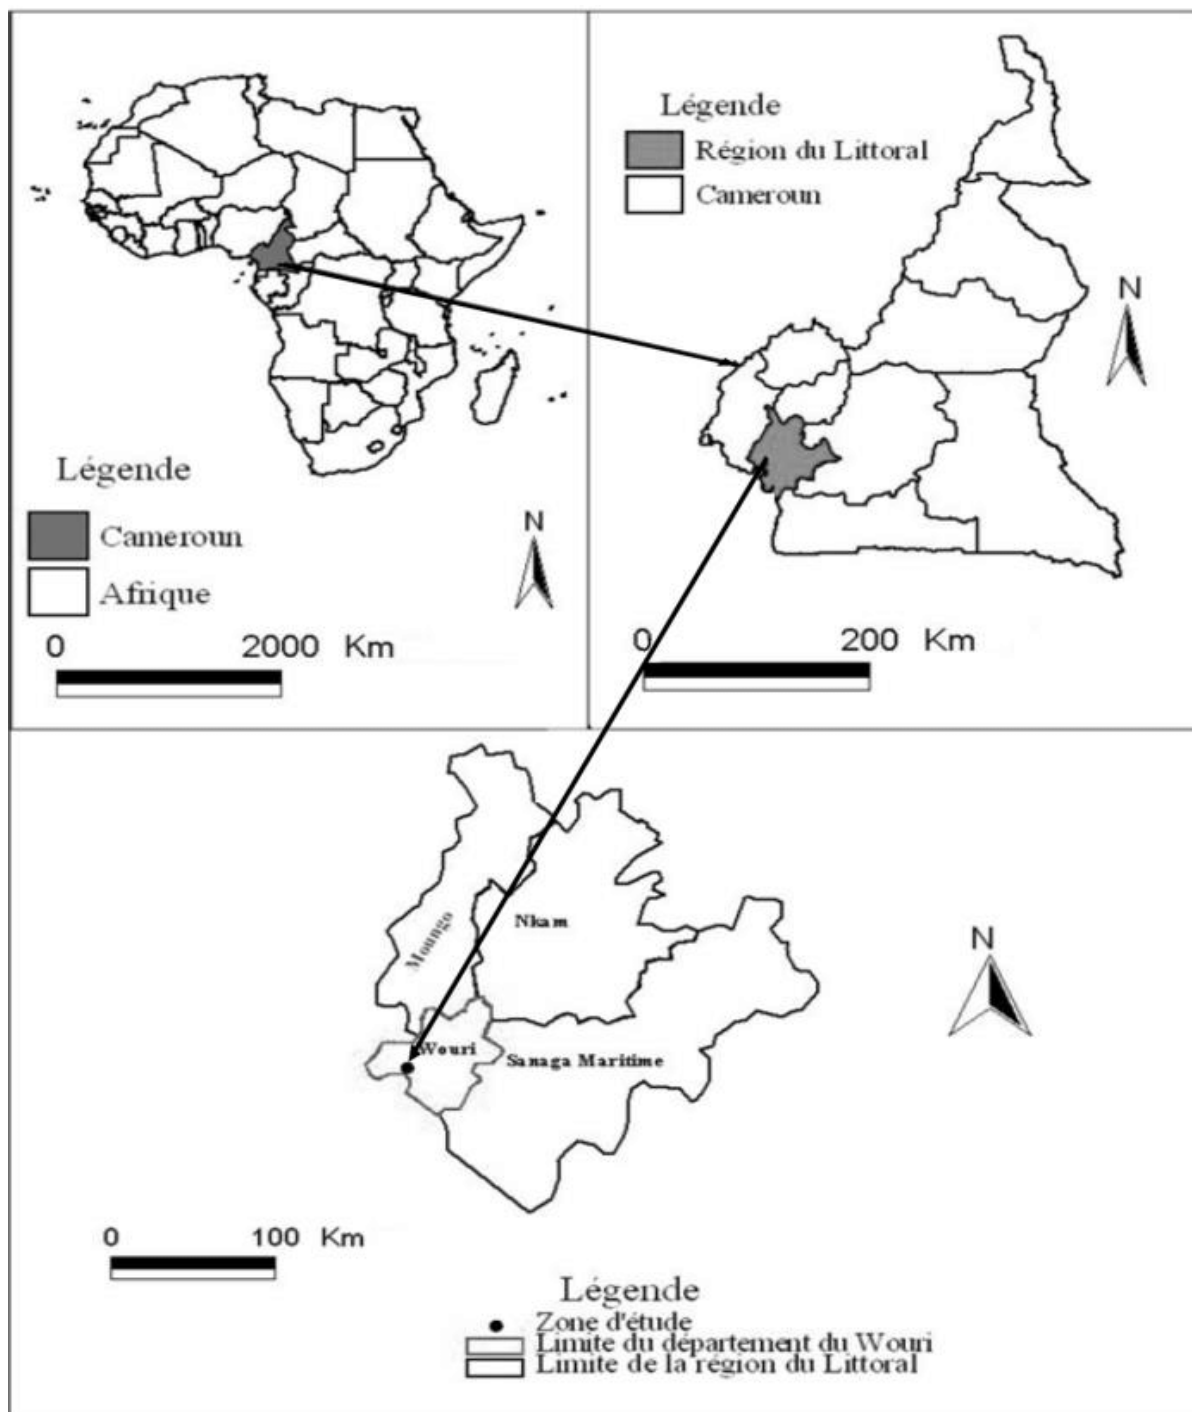 Légende
Cameroun
Afrique
N
0 2000 Km
Légende
Région du Littoral
Cameroun
N
0 200 Km
Moungo
Nkam
Wouri
Sanaga Maritime
N
0 100 Km
Légende
Zone d'étude
Limite du département du Wouri
Limite de la région du Littoral